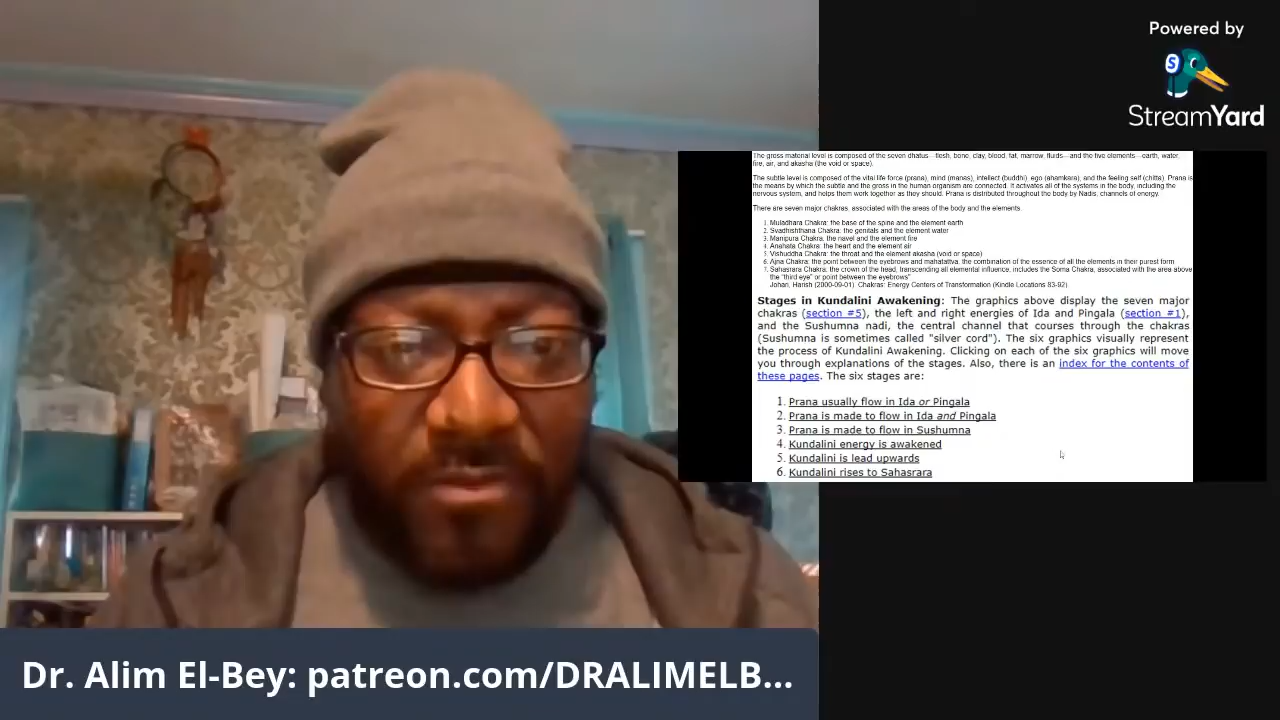 Powered by
StreamYard
The gross material level is composed of the seven dhatus—flesh, bone, clay, blood, fat, marrow, fluids—and the five elements—earth, water,
fire, air, and akasha (the void or space).
The subtle level is composed of the vital life force (prana), mind (manas), intellect (buddhi), ego (ahamkara), and the feeling self (chitta). Prana is
the means by which the subtle and the gross in the human organism are connected. It activates all of the systems in the body, including the
nervous system, and helps them work together as they should. Prana is distributed throughout the body by Nadis, channels of energy.
There are seven major chakras, associated with the areas of the body and the elements.
1. Muladhara Chakra: the base of the spine and the element earth
2. Svadhishthana Chakra: the genitals and the element water
3. Manipura Chakra: the navel and the element fire
4. Anahata Chakra: the heart and the element air
5. Vishuddha Chakra: the throat and the element akasha (void or space)
6. Ajna Chakra: the point between the eyebrows and mahatattva: the combination of the essence of all the elements in their purest form
7. Sahasrara Chakra: the crown of the head; transcending all elemental influence; includes the Soma Chakra, associated with the area above
the "third eye" or point between the eyebrows"
Johari, Harish (2000-09-01). Chakras: Energy Centers of Transformation (Kindle Locations 83-92).
Stages in Kundalini Awakening: The graphics above display the seven major
chakras (section #5), the left and right energies of Ida and Pingala (section #1),
and the Sushumna nadi, the central channel that courses through the chakras
(Sushumna is sometimes called "silver cord"). The six graphics visually represent
the process of Kundalini Awakening. Clicking on each of the six graphics will move
you through explanations of the stages. Also, there is an index for the contents of
these pages. The six stages are:
1. Prana usually flow in Ida or Pingala
2. Prana is made to flow in Ida and Pingala
3. Prana is made to flow in Sushumna
4. Kundalini energy is awakened
5. Kundalini is lead upwards
6. Kundalini rises to Sahasrara
Dr. Alim El-Bey: patreon.com/DRALIMELB...